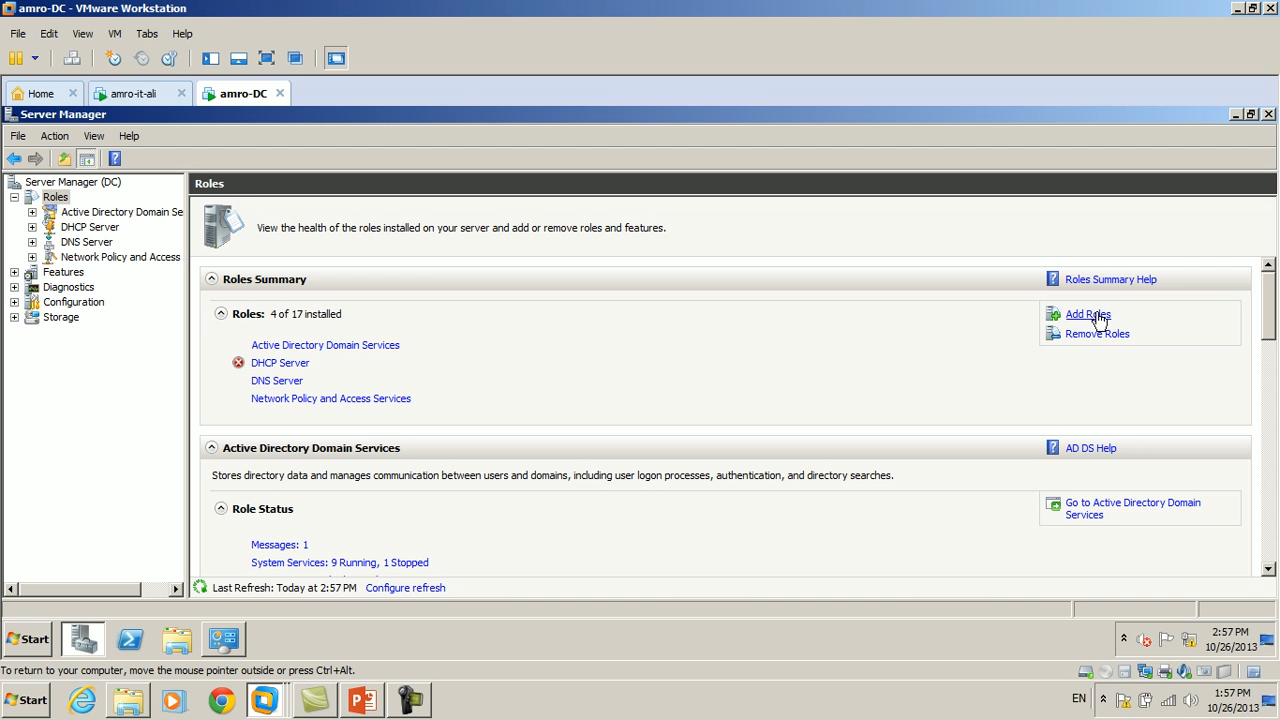 amro-DC - VMware Workstation
File Edit View VM Tabs Help
Home amro-it-ali amro-DC
Server Manager
File Action View Help
Server Manager (DC)
Roles
Active Directory Domain Se
DHCP Server
DNS Server
Network Policy and Access
Features
Diagnostics
Configuration
Storage
Roles
View the health of the roles installed on your server and add or remove roles and features.
Roles Summary
Roles Summary Help
Roles: 4 of 17 installed
Add Roles
Remove Roles
Active Directory Domain Services
DHCP Server
DNS Server
Network Policy and Access Services
Active Directory Domain Services
AD DS Help
Stores directory data and manages communication between users and domains, including user logon processes, authentication, and directory searches.
Role Status
Go to Active Directory Domain
Services
Messages: 1
System Services: 9 Running, 1 Stopped
Last Refresh: Today at 2:57 PM Configure refresh
Start
2:57 PM
10/26/2013
To return to your computer, move the mouse pointer outside or press Ctrl+Alt.
Start
EN
1:57 PM
10/26/2013